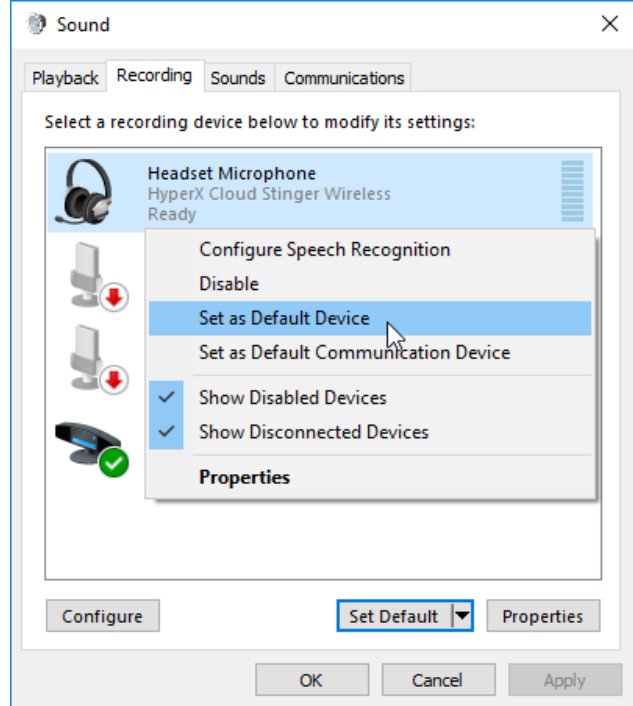 Sound
Playback Recording Sounds Communications
Select a recording device below to modify its settings:
Headset Microphone
HyperX Cloud Stinger Wireless
Ready
Configure Speech Recognition
Disable
Set as Default Device
Set as Default Communication Device
Show Disabled Devices
Show Disconnected Devices
Properties
Configure Set Default Properties
OK Cancel Apply